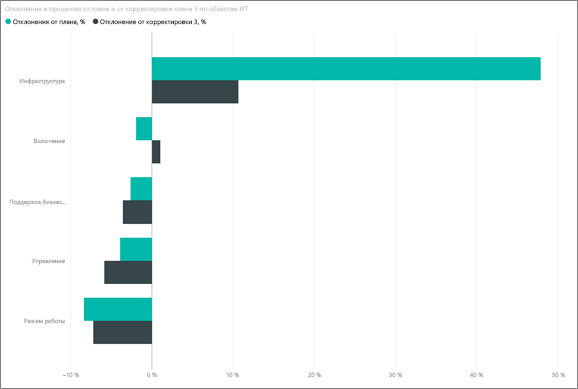 Отклонение в процентах от плана и от корректировки плана 3 по областям ИТ
Отклонения от плана, % Отклонение от корректировки 3, %
Инфраструктура
Включение
Поддержка бизнес...
Управление
Режим работы
–10 % 0 % 10 % 20 % 30 % 40 % 50 %